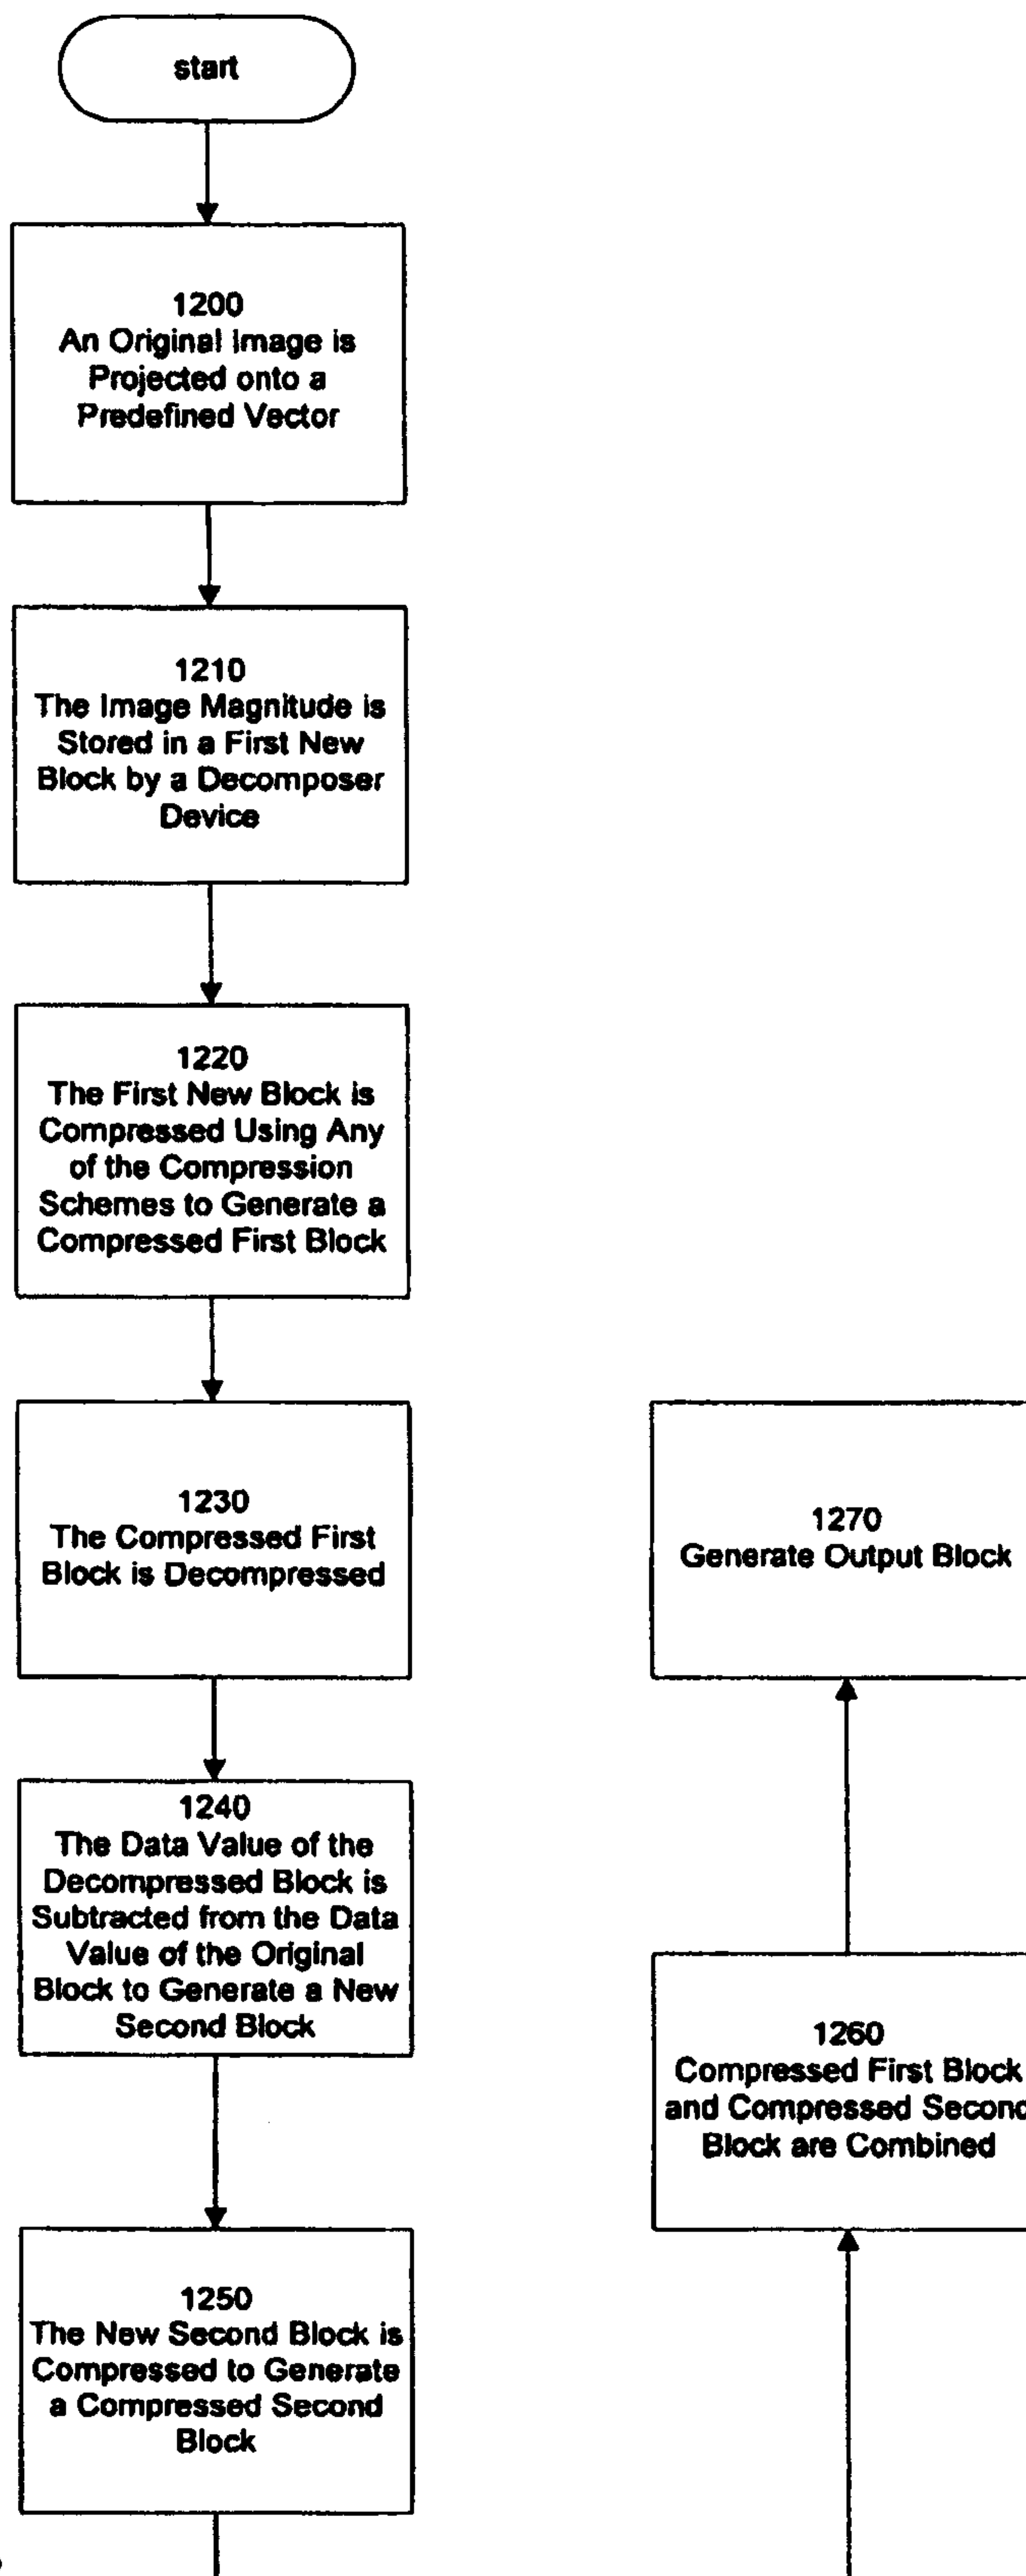 start
1200
An Original Image is
Projected onto a
Predefined Vector
1210
The Image Magnitude is
Stored in a First New
Block by a Decomposer
Device
1220
The First New Block is
Compressed Using Any
of the Compression
Schemes to Generate a
Compressed First Block
1230
The Compressed First
Block is Decompressed
1240
The Data Value of the
Decompressed Block is
Subtracted from the Data
Value of the Original
Block to Generate a New
Second Block
1250
The New Second Block is
Compressed to Generate
a Compressed Second
Block
1260
Compressed First Block
and Compressed Second
Block are Combined
1270
Generate Output Block